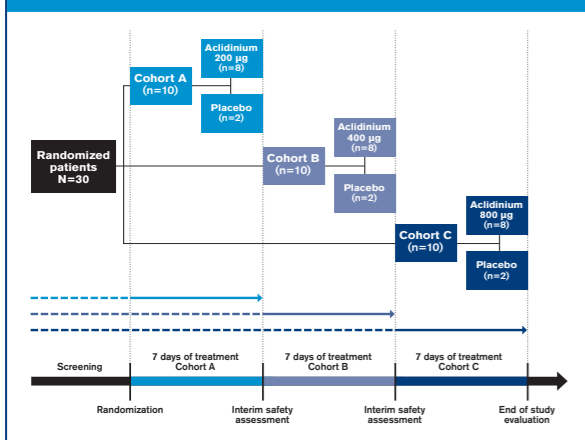 Aclidinium
200 µg
(n=8)
Cohort A
(n=10)
Placebo
(n=2)
Randomized
patients
N=30
Aclidinium
400 µg
(n=8)
Cohort B
(n=10)
Placebo
(n=2)
Aclidinium
800 µg
(n=8)
Cohort C
(n=10)
Placebo
(n=2)
Screening
7 days of treatment
Cohort A
7 days of treatment
Cohort B
7 days of treatment
Cohort C
Randomization
Interim safety
assessment
Interim safety
assessment
End of study
evaluation